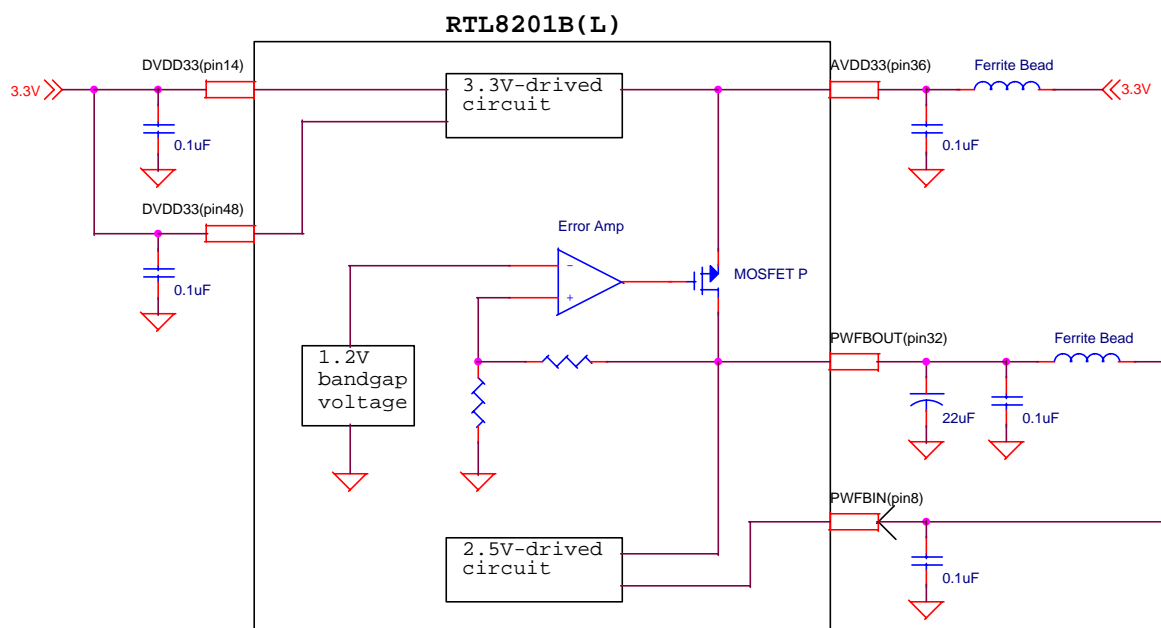 RTL8201B(L)
DVDD33(pin14)
AVDD33(pin36)
Ferrite Bead
3.3V
3.3V-drived
circuit
3.3V
0.1uF
0.1uF
DVDD33(pin48)
Error Amp
MOSFET P
0.1uF
PWFBOUT(pin32)
Ferrite Bead
1.2V
bandgap
voltage
22uF
0.1uF
PWFBIN(pin8)
2.5V-drived
circuit
0.1uF